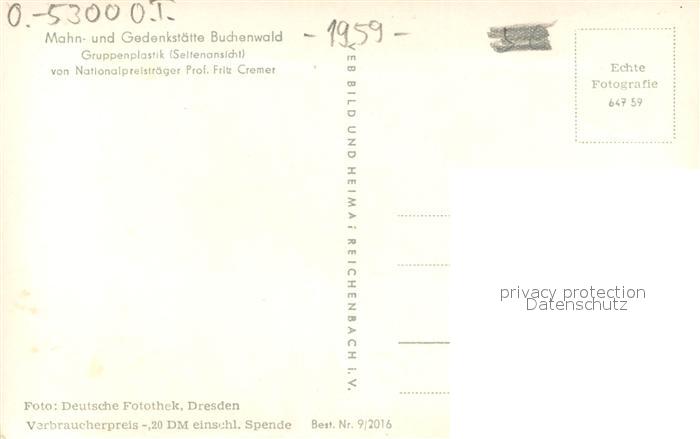 O.-5300 O.T.
Mahn- und Gedenkstätte Buchenwald
Gruppenplastik (Seitenansicht)
von Nationalpreisträger Prof. Fritz Cremer
- 1959 -
Echte
Fotografie
647 59
VEB BILD UND HEIMAT REICHENBACH i. V.
privacy protection
Datenschutz
Foto: Deutsche Fotothek, Dresden
Verbraucherpreis -,20 DM einschl. Spende
Best. Nr. 9/2016